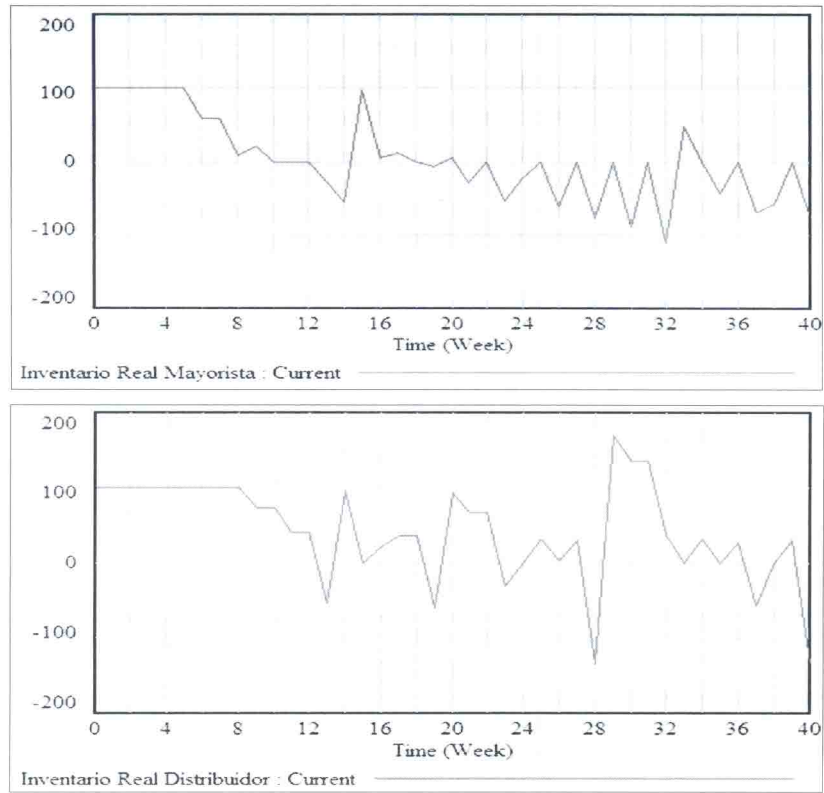 200
100
0
-100
-200
0 4 8 12 16 20 24 28 32 36 40
Time (Week)
Inventario Real Mayorista : Current
200
100
0
-100
-200
0 4 8 12 16 20 24 28 32 36 40
Time (Week)
Inventario Real Distribuidor : Current